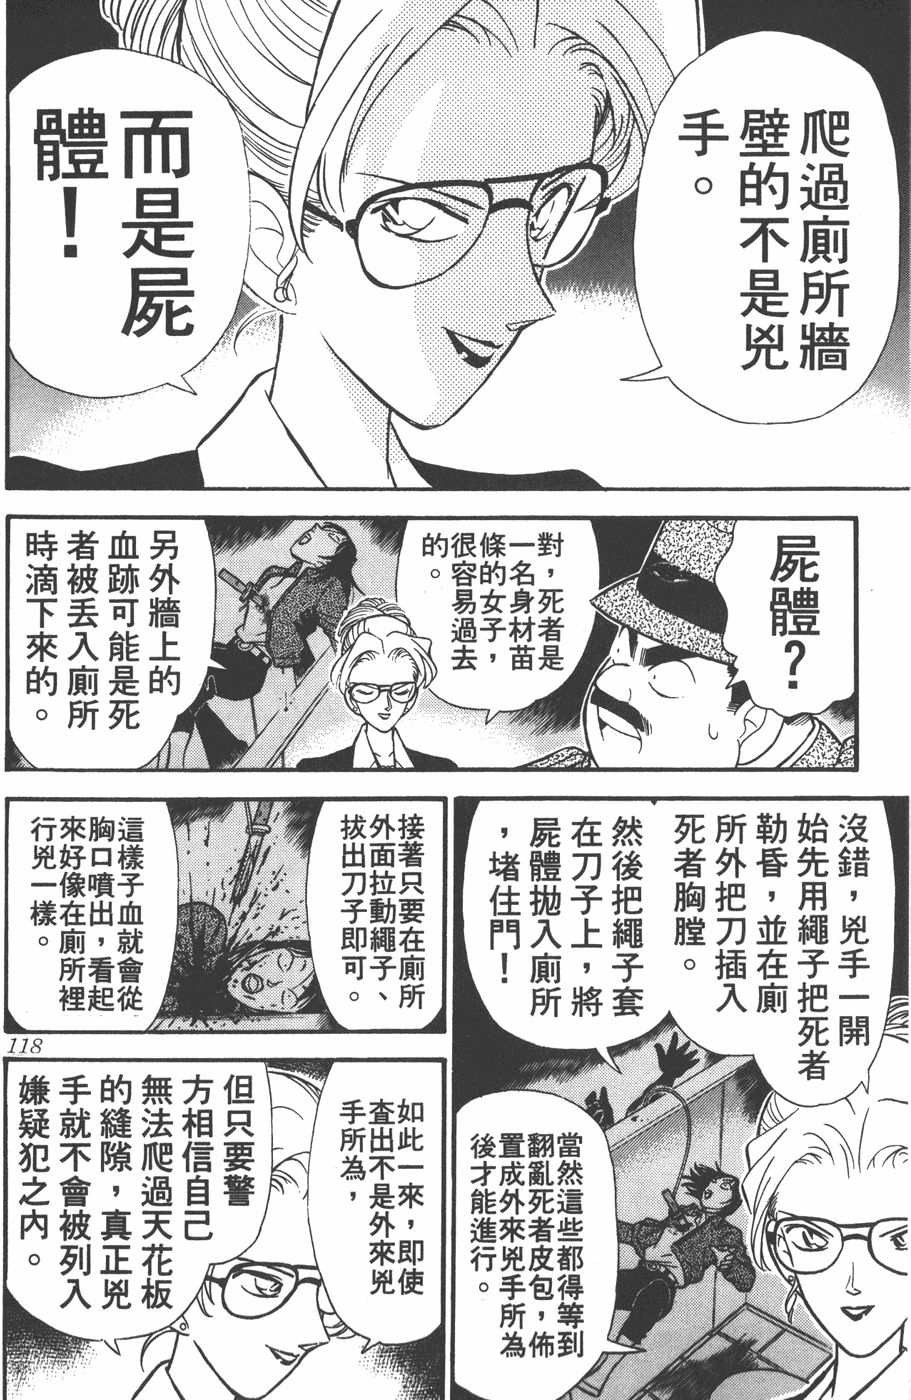 爬過廁所牆
壁的不是兇
手。
而是屍
體！
屍體？
對，死者是
一名身材苗
條的女子，
很容易過去
的。
另外牆上的
血跡可能是死
者被丟入廁所
時滴下來的。
沒錯，兇手一開
始先用繩子把死者
勒昏，並在廁
所外把刀插入
死者胸膛。
然後把繩子套
在刀子上，將
屍體拋入廁所
，堵住門！
當然這些都得等到
翻亂死者皮包，佈
置成外來兇手所為
後才能進行。
接著只要在廁所
外面拉動繩子、
拔出刀子即可。
這樣子血就會從
胸口噴出，看起
來好像在廁所裡
行兇一樣。
118
如此一來，即使
查出不是外來兇
手所為，
但只要警
方相信自己
無法爬過天花板
的縫隙，真正兇
手就不會被列入
嫌疑犯之內。